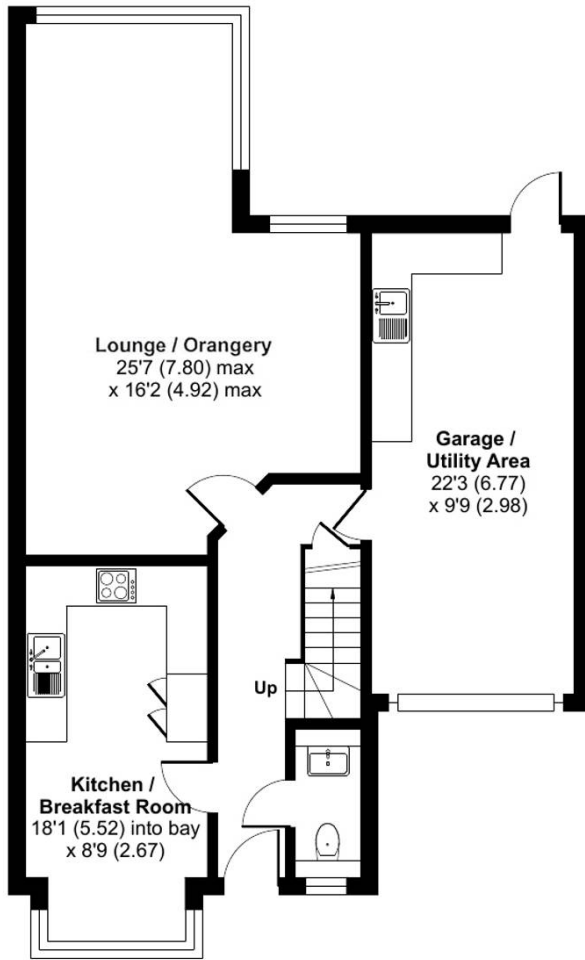 Lounge / Orangery
25'7 (7.80) max
x 16'2 (4.92) max
Garage /
Utility Area
22'3 (6.77)
x 9'9 (2.98)
Up
Kitchen /
Breakfast Room
18'1 (5.52) into bay
x 8'9 (2.67)